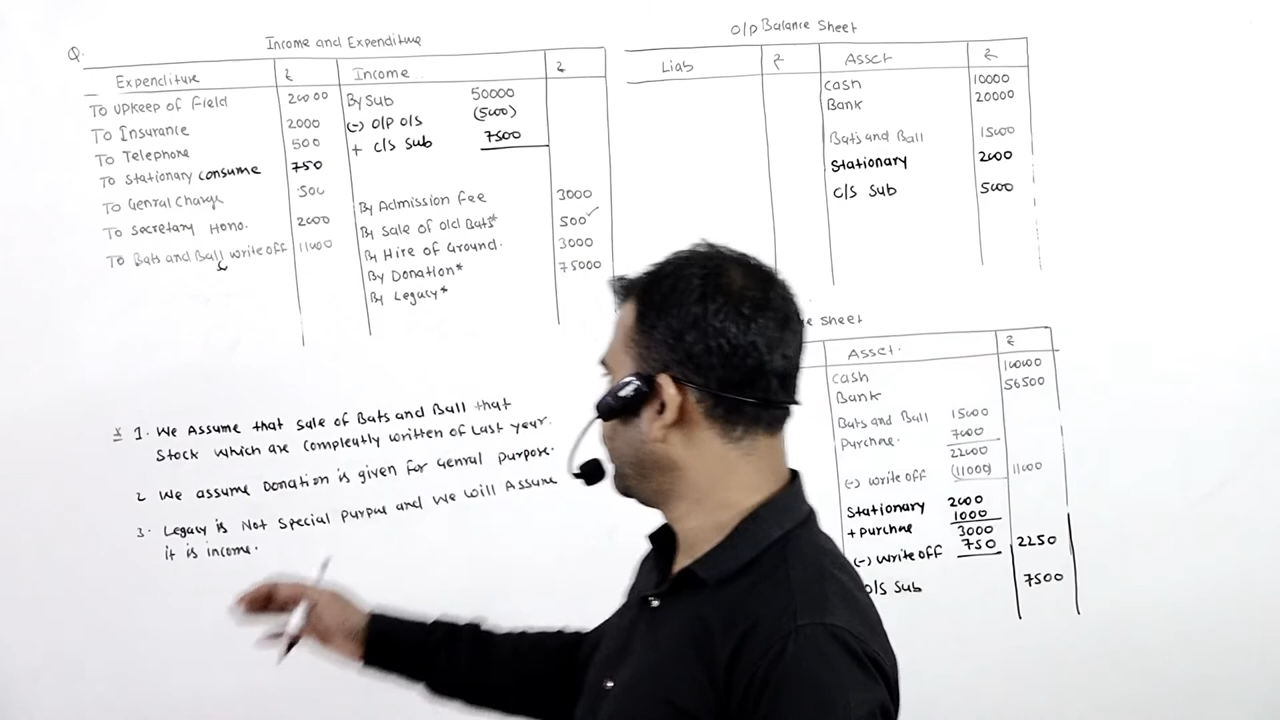 Q.
Income and Expenditure
Expenditure ₹ Income ₹
To Upkeep of Field 20000 By Sub 50000
To Insurance 2000 (-) O/P O/S (5000)
To Telephone 500 + C/S Sub 7500
To Stationary Consume 750
To Genral Charge 500 By Admission Fee 3000
To Secretary Hono. 2000 By Sale of Old Bats* 500 ✓
To Bats and Ball write off 11000 By Hire of Ground. 3000
By Donation* 75000
By Legacy*
* 1. We Assume that Sale of Bats and Ball that
Stock which are Compleatly written of Last year.
2 We assume Donation is given for Genral Purpose.
3. Legacy is Not Special Purpus and We will Assume
it is income.
O/P Balance Sheet
Liab ₹ Asset ₹
Cash 10000
Bank 20000
Bats and Ball 15000
Stationary 2000
C/S Sub 5000
Sheet
Asset. ₹
Cash 10000
Bank 56500
Bats and Ball 15000
Purchase. 7000
22000
(-) write off (11000) 11000
Stationary 2000
+ Purchae 1000
3000
(-) write off 750 2250
O/S Sub 7500